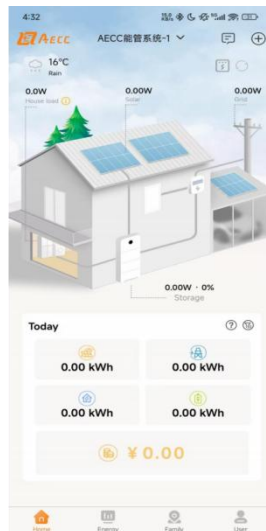 4:32
AECC
AECC能管系统-1
16°C
Rain
0.0W
House load
0.00W
Solar
0.00W
Grid
0.00W · 0%
Storage
Today
0.00 kWh
0.00 kWh
0.00 kWh
0.00 kWh
¥0.00
Home
Energy
Family
User